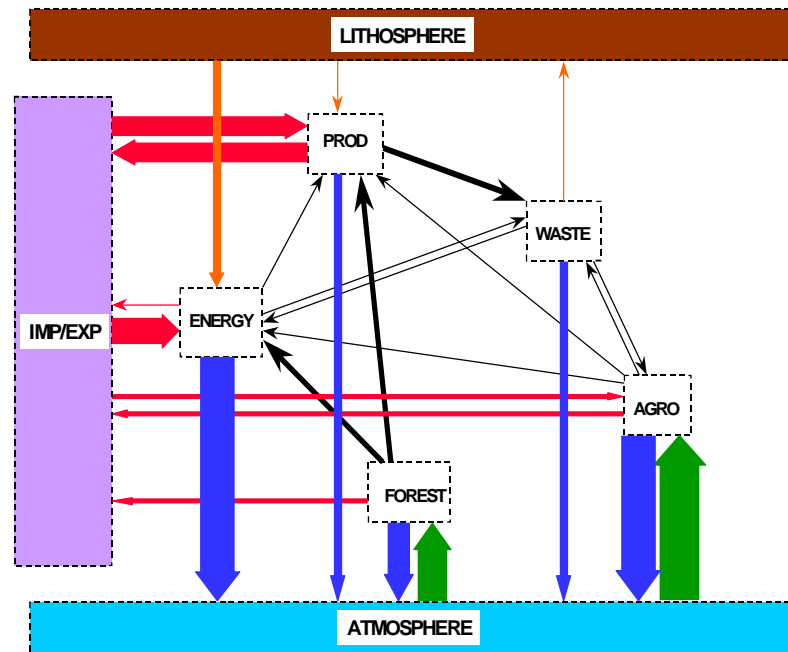 LITHOSPHERE
PROD
WASTE
ENERGY
IMP/EXP
AGRO
FOREST
ATMOSPHERE